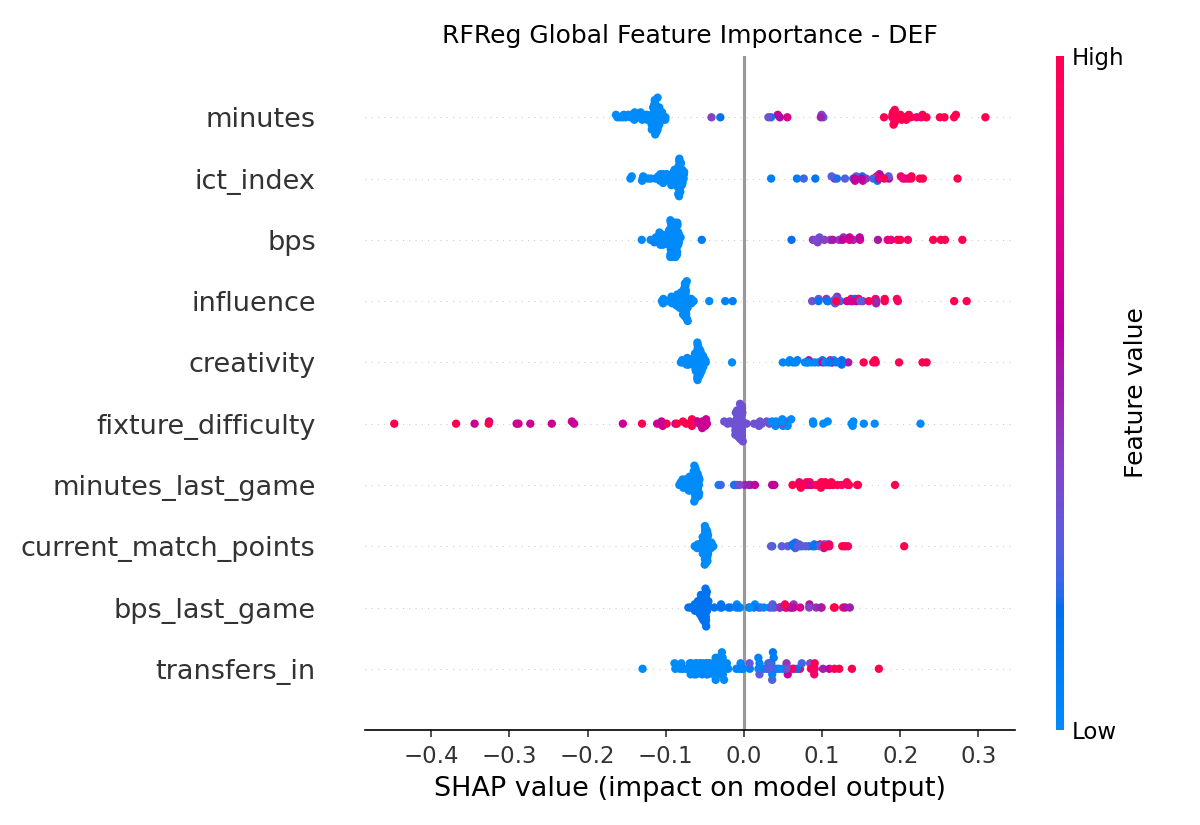 RFReg Global Feature Importance - DEF
High
minutes
ict_index
bps
influence
creativity
fixture_difficulty
minutes_last_game
current_match_points
bps_last_game
transfers_in
Feature value
Low
−0.4 −0.3 −0.2 −0.1 0.0 0.1 0.2 0.3
SHAP value (impact on model output)